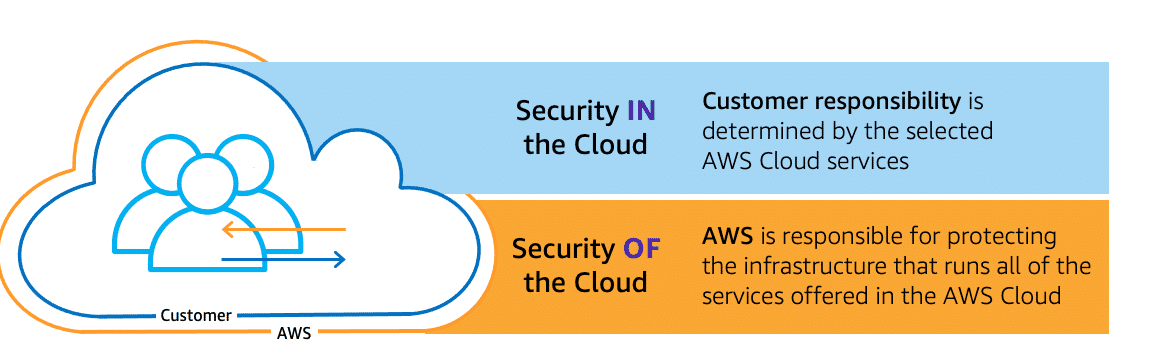 Security IN
the Cloud
Customer responsibility is
determined by the selected
AWS Cloud services
Security OF
the Cloud
AWS is responsible for protecting
the infrastructure that runs all of the
services offered in the AWS Cloud
Customer
AWS